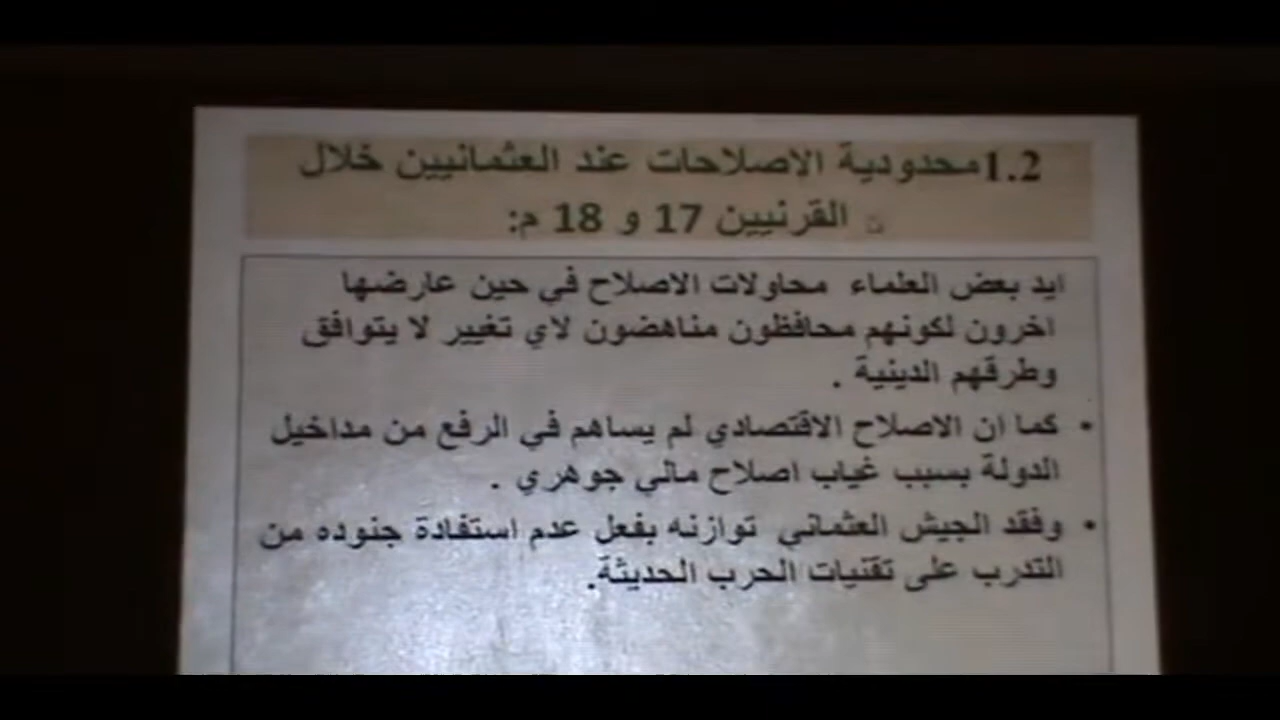 1.2محدودية الاصلاحات عند العثمانيين خلال
القرنيين 17 و 18 م:
ايد بعض العلماء محاولات الاصلاح في حين عارضها
اخرون لكونهم محافظون مناهضون لاي تغيير لا يتوافق
وطرقهم الدينية .
• كما ان الاصلاح الاقتصادي لم يساهم في الرفع من مداخيل
الدولة بسبب غياب اصلاح مالي جوهري .
• وفقد الجيش العثماني توازنه بفعل عدم استفادة جنوده من
التدرب على تقنيات الحرب الحديثة.